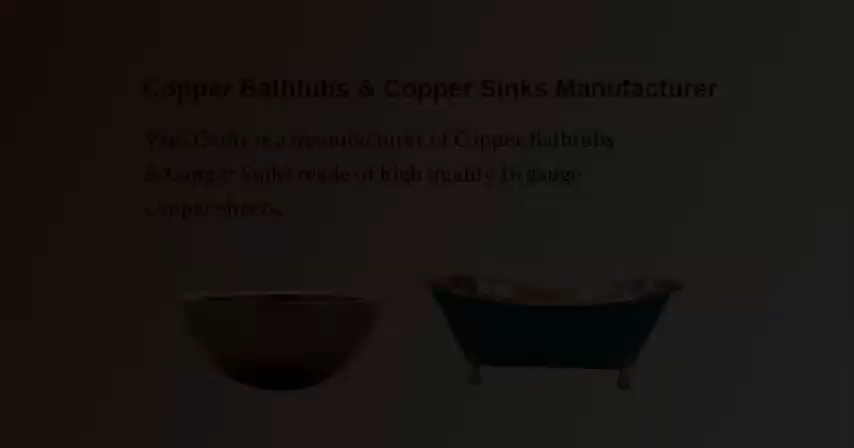 Copper Bathtubs & Copper Sinks Manufacturer
is a manufacturer of Copper Bathtubs
& Copper Sinks made of high quality 16 gauge
copper sheets.